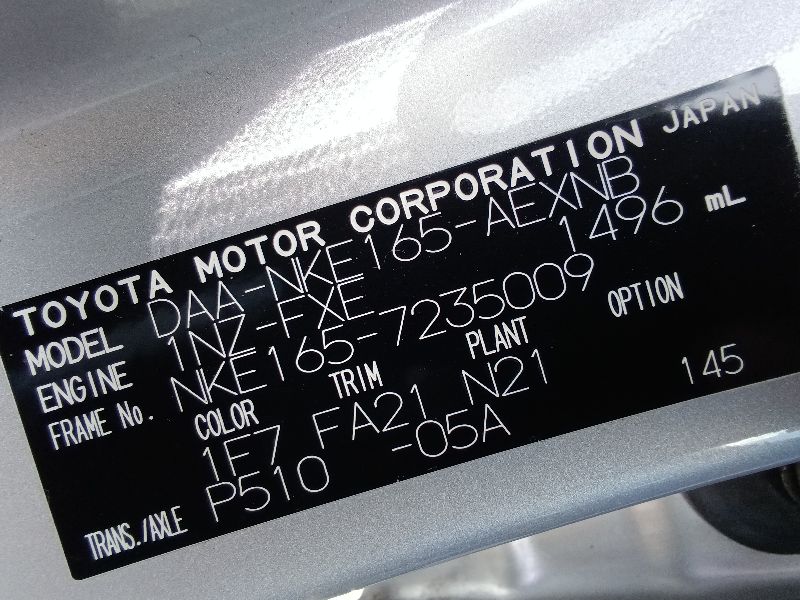 TOYOTA MOTOR CORPORATION JAPAN
MODEL DAA-NKE165-AEXNB
ENGINE 1NZ-FXE 1496 mL
FRAME No. NKE165-7235009
COLOR TRIM PLANT OPTION
1F7 FA21 N21 145
TRANS./AXLE P510 -05A